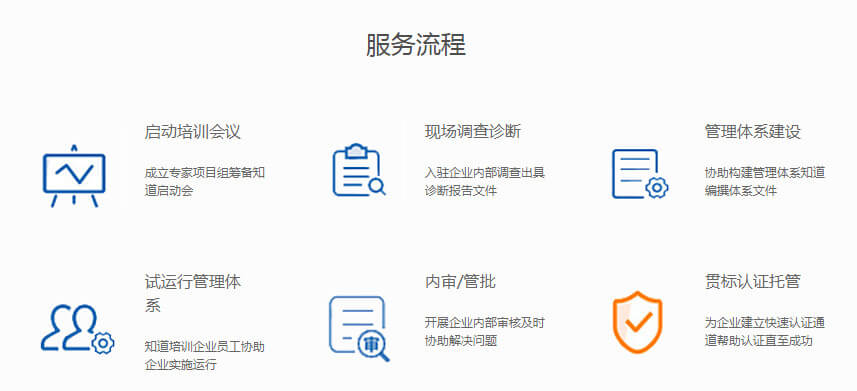 服务流程
启动培训会议
成立专家项目组筹备知
道启动会
现场调查诊断
入驻企业内部调查出具
诊断报告文件
管理体系建设
协助构建管理体系知道
编撰体系文件
试运行管理体
系
知道培训企业员工协助
企业实施运行
审
内审/管批
开展企业内部审核及时
协助解决问题
贯标认证托管
为企业建立快速认证通
道帮助认证直至成功